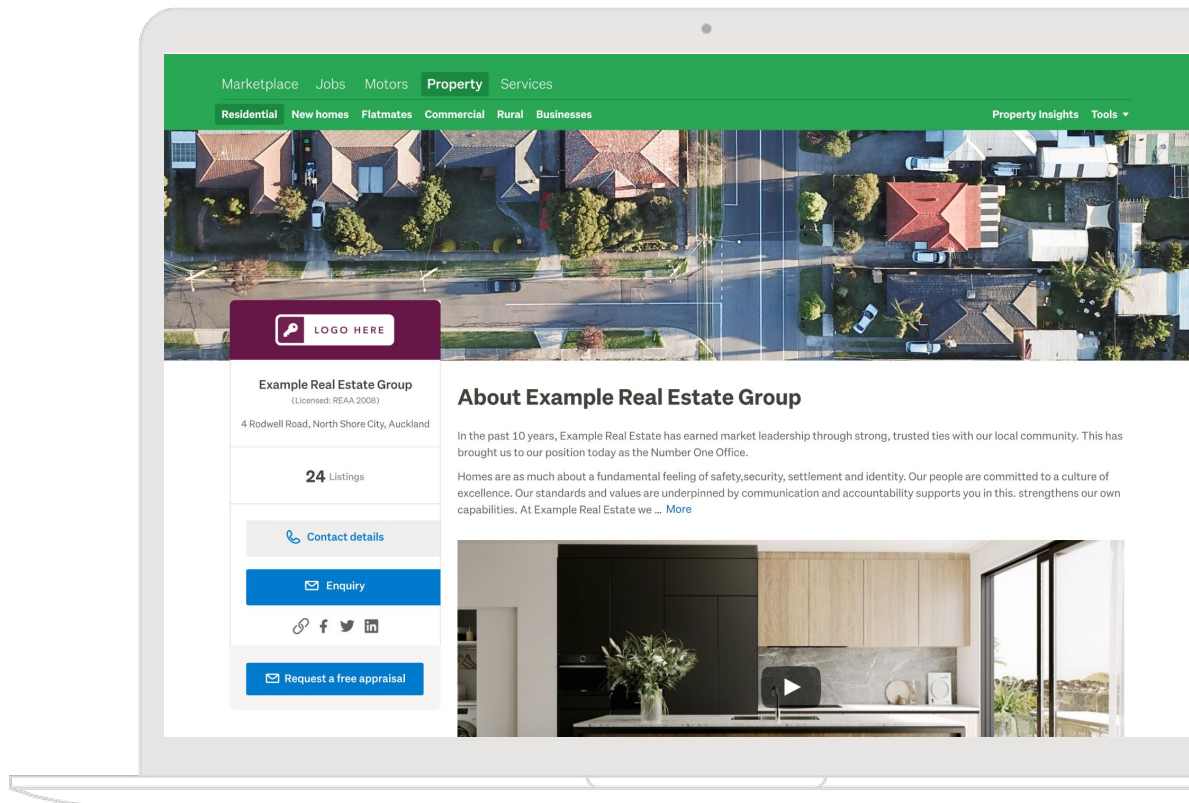 Marketplace Jobs Motors Property Services
Residential New homes Flatmates Commercial Rural Businesses Property Insights Tools
LOGO HERE
Example Real Estate Group
(Licensed: REAA 2008)
4 Rodwell Road, North Shore City, Auckland
24 Listings
Contact details
Enquiry
Request a free appraisal
About Example Real Estate Group
In the past 10 years, Example Real Estate has earned market leadership through strong, trusted ties with our local community. This has
brought us to our position today as the Number One Office.
Homes are as much about a fundamental feeling of safety,security, settlement and identity. Our people are committed to a culture of
excellence. Our standards and values are underpinned by communication and accountability supports you in this. strengthens our own
capabilities. At Example Real Estate we ... More